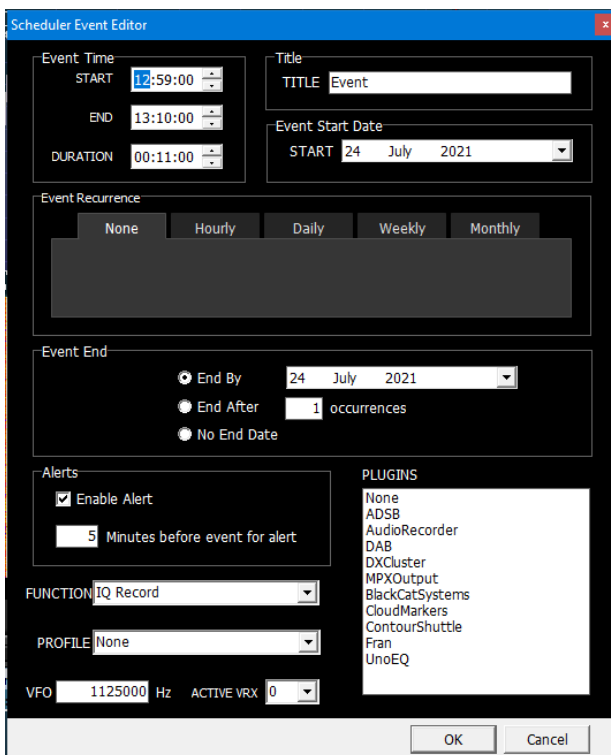 Scheduler Event Editor
x
Event Time
START 12:59:00
END 13:10:00
DURATION 00:11:00
Title
TITLE Event
Event Start Date
START 24 July 2021
Event Recurrence
None Hourly Daily Weekly Monthly
Event End
End By 24 July 2021
End After 1 occurrences
No End Date
Alerts
Enable Alert
5 Minutes before event for alert
FUNCTION IQ Record
PROFILE None
VFO 1125000 Hz ACTIVE VRX 0
PLUGINS
None
ADSB
AudioRecorder
DAB
DXCluster
MPXOutput
BlackCatSystems
CloudMarkers
ContourShuttle
Fran
UnoEQ
OK Cancel